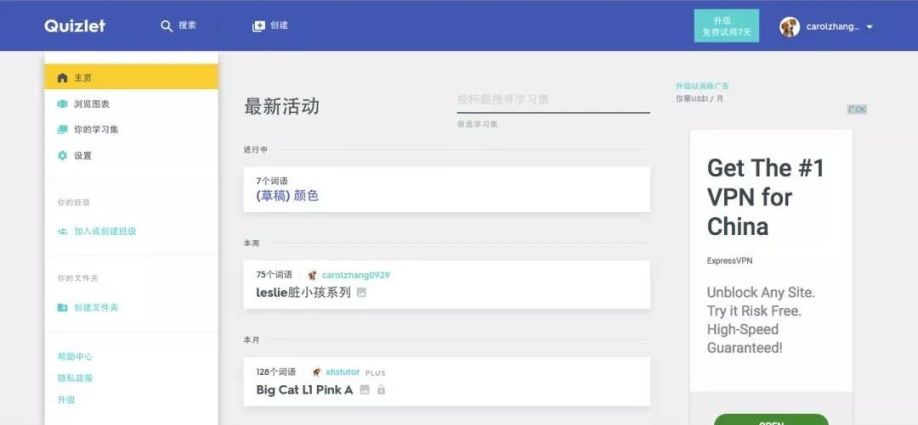 Quizlet
搜索
创建
升级:
免费试用7天
carolzhang...
主页
浏览图表
你的学习集
设置
你的班级
加入或创建班级
你的文件夹
创建文件夹
帮助中心
隐私政策
升级
最新活动
按标题搜寻学习集
筛选学习集
进行中
7个词语
(草稿) 颜色
本周
75个词语 carolzhang0929
leslie脏小孩系列
本月
128个词语 xhstutor PLUS
Big Cat L1 Pink A
升级以消除广告
仅需US$1 / 月
Get The #1
VPN for
China
ExpressVPN
Unblock Any Site.
Try it Risk Free.
High-Speed
Guaranteed!
OPEN